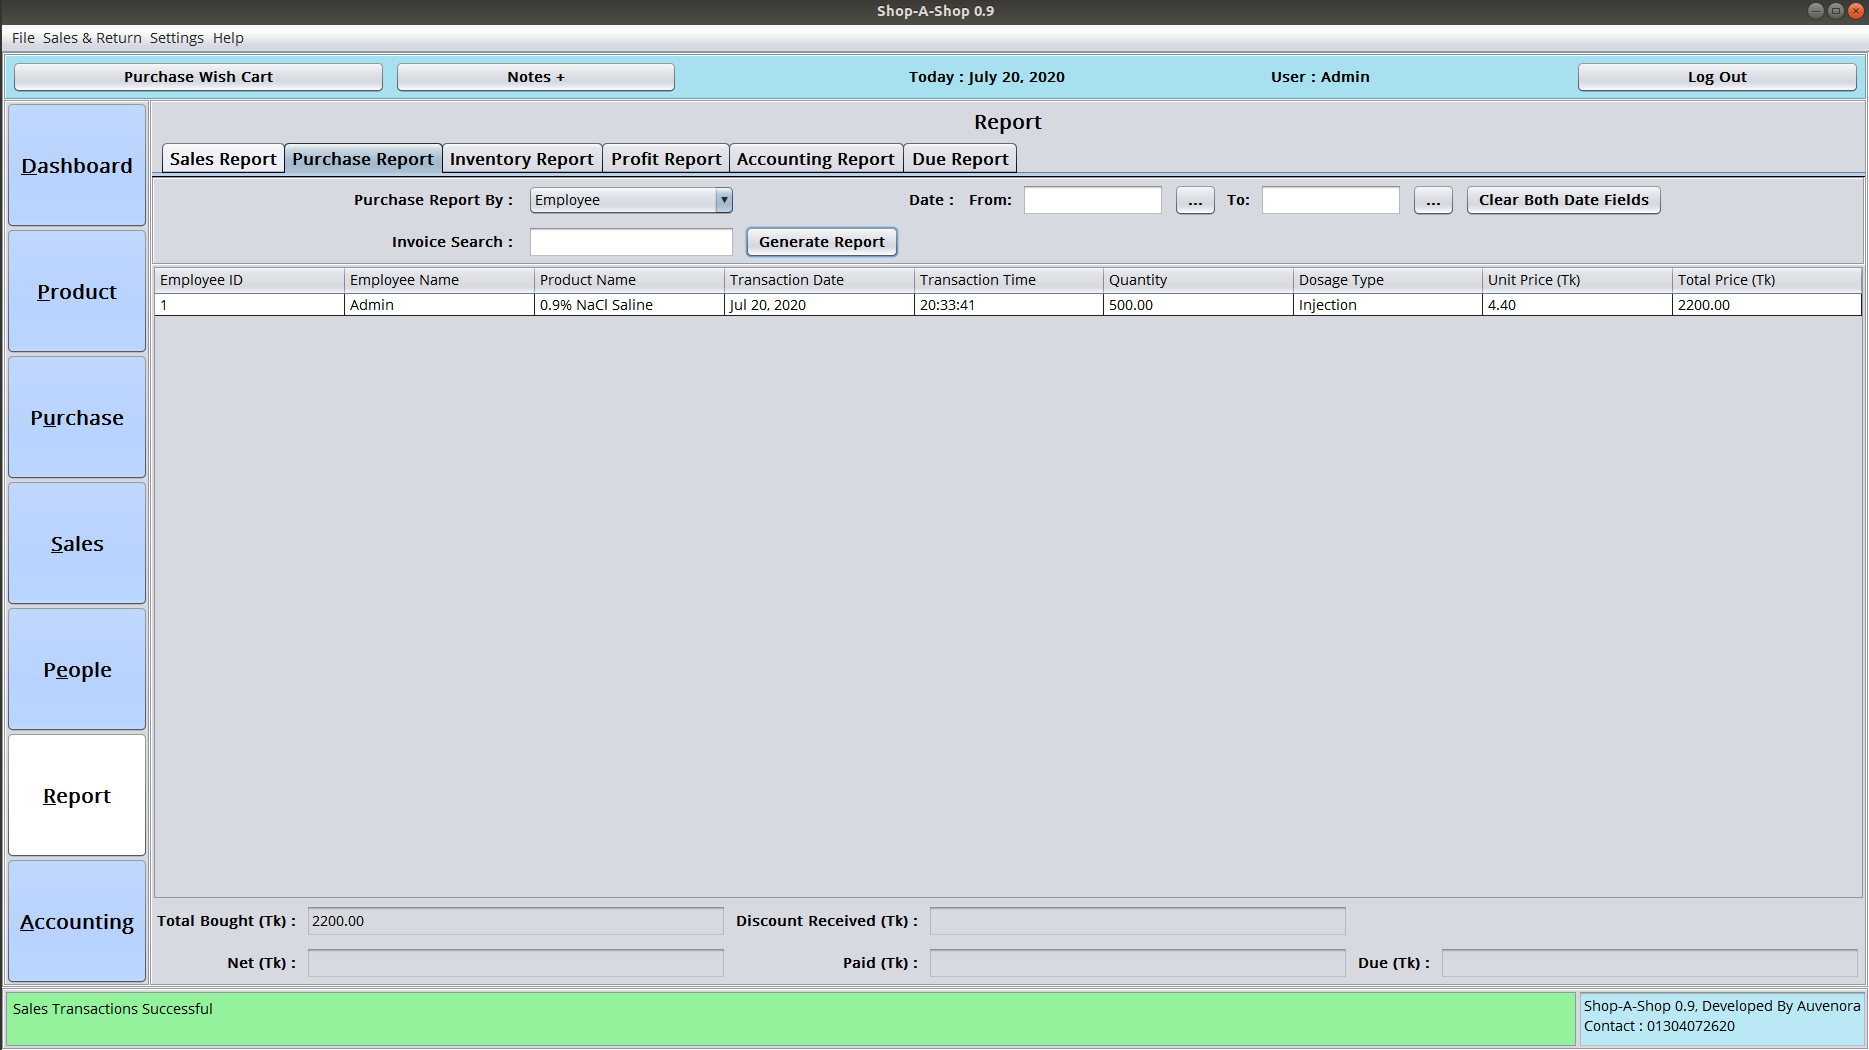 Shop-A-Shop 0.9
File Sales & Return Settings Help
Purchase Wish Cart Notes + Today : July 20, 2020 User : Admin Log Out
Report
Dashboard
Product
Purchase
Sales
People
Report
Accounting
Sales Report Purchase Report Inventory Report Profit Report Accounting Report Due Report
Purchase Report By : Employee Date : From: ... To: ... Clear Both Date Fields
Invoice Search : Generate Report
Employee ID Employee Name Product Name Transaction Date Transaction Time Quantity Dosage Type Unit Price (Tk) Total Price (Tk)
1 Admin 0.9% NaCl Saline Jul 20, 2020 20:33:41 500.00 Injection 4.40 2200.00
Total Bought (Tk) : 2200.00 Discount Received (Tk) :
Net (Tk) : Paid (Tk) : Due (Tk) :
Sales Transactions Successful
Shop-A-Shop 0.9, Developed By Auvenora
Contact : 01304072620